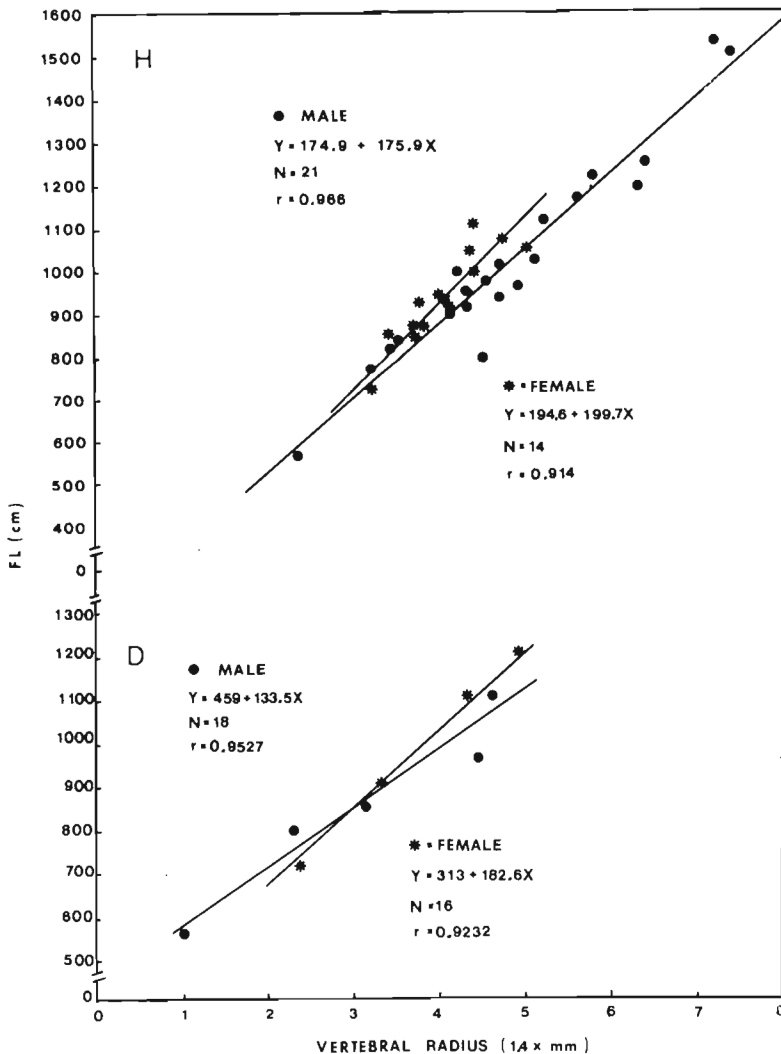 1600
1500
1400
1300
1200
1100
1000
900
800
700
600
500
400
0
H
● MALE
Y = 174.9 + 175.9X
N = 21
r = 0.966
✱ = FEMALE
Y = 194.6 + 199.7X
N = 14
r = 0.914
FL (cm)
1300
1200
1100
1000
900
800
700
600
500
0
D
● MALE
Y = 459 + 133.5X
N = 18
r = 0.9527
✱ = FEMALE
Y = 313 + 182.6X
N = 16
r = 0.9232
0 1 2 3 4 5 6 7 8
VERTEBRAL RADIUS (1.4 x mm)